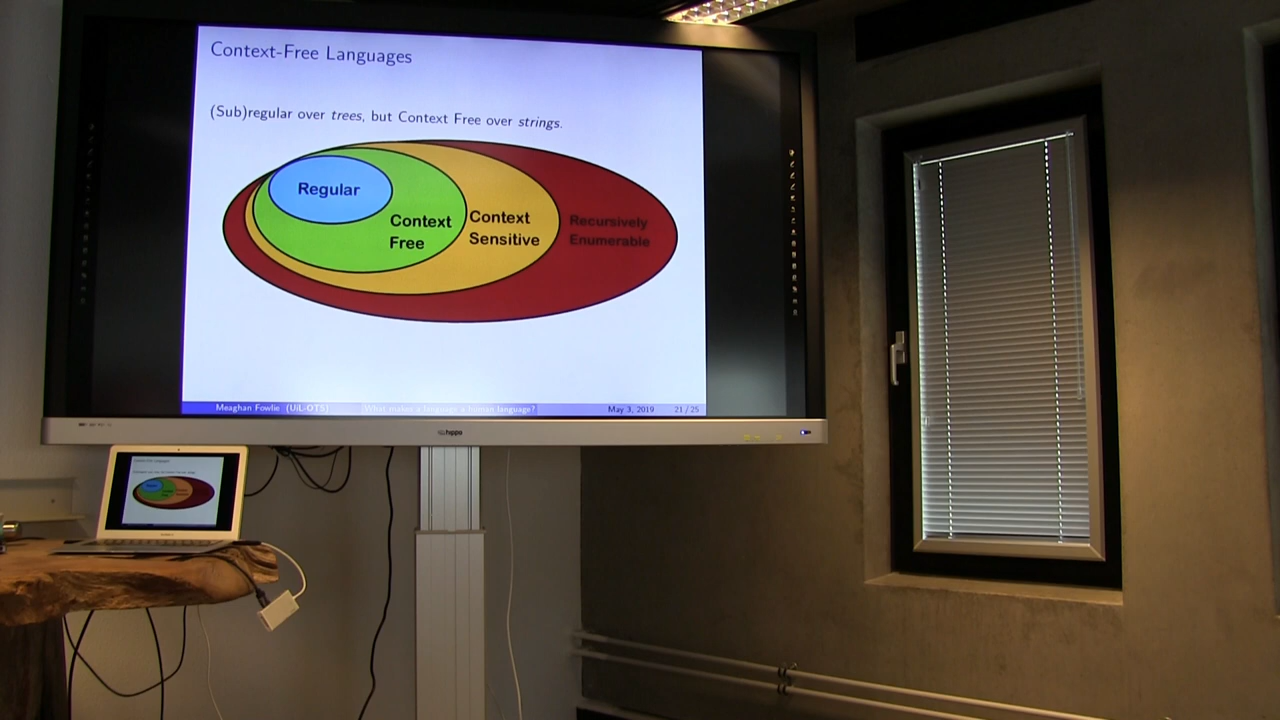 Context-Free Languages
(Sub)regular over trees, but Context Free over strings.
Regular
Context
Free
Context
Sensitive
Recursively
Enumerable
Meaghan Fowlie (UiL-OTS) What makes a language a human language? May 3, 2019 21 / 25
hippo